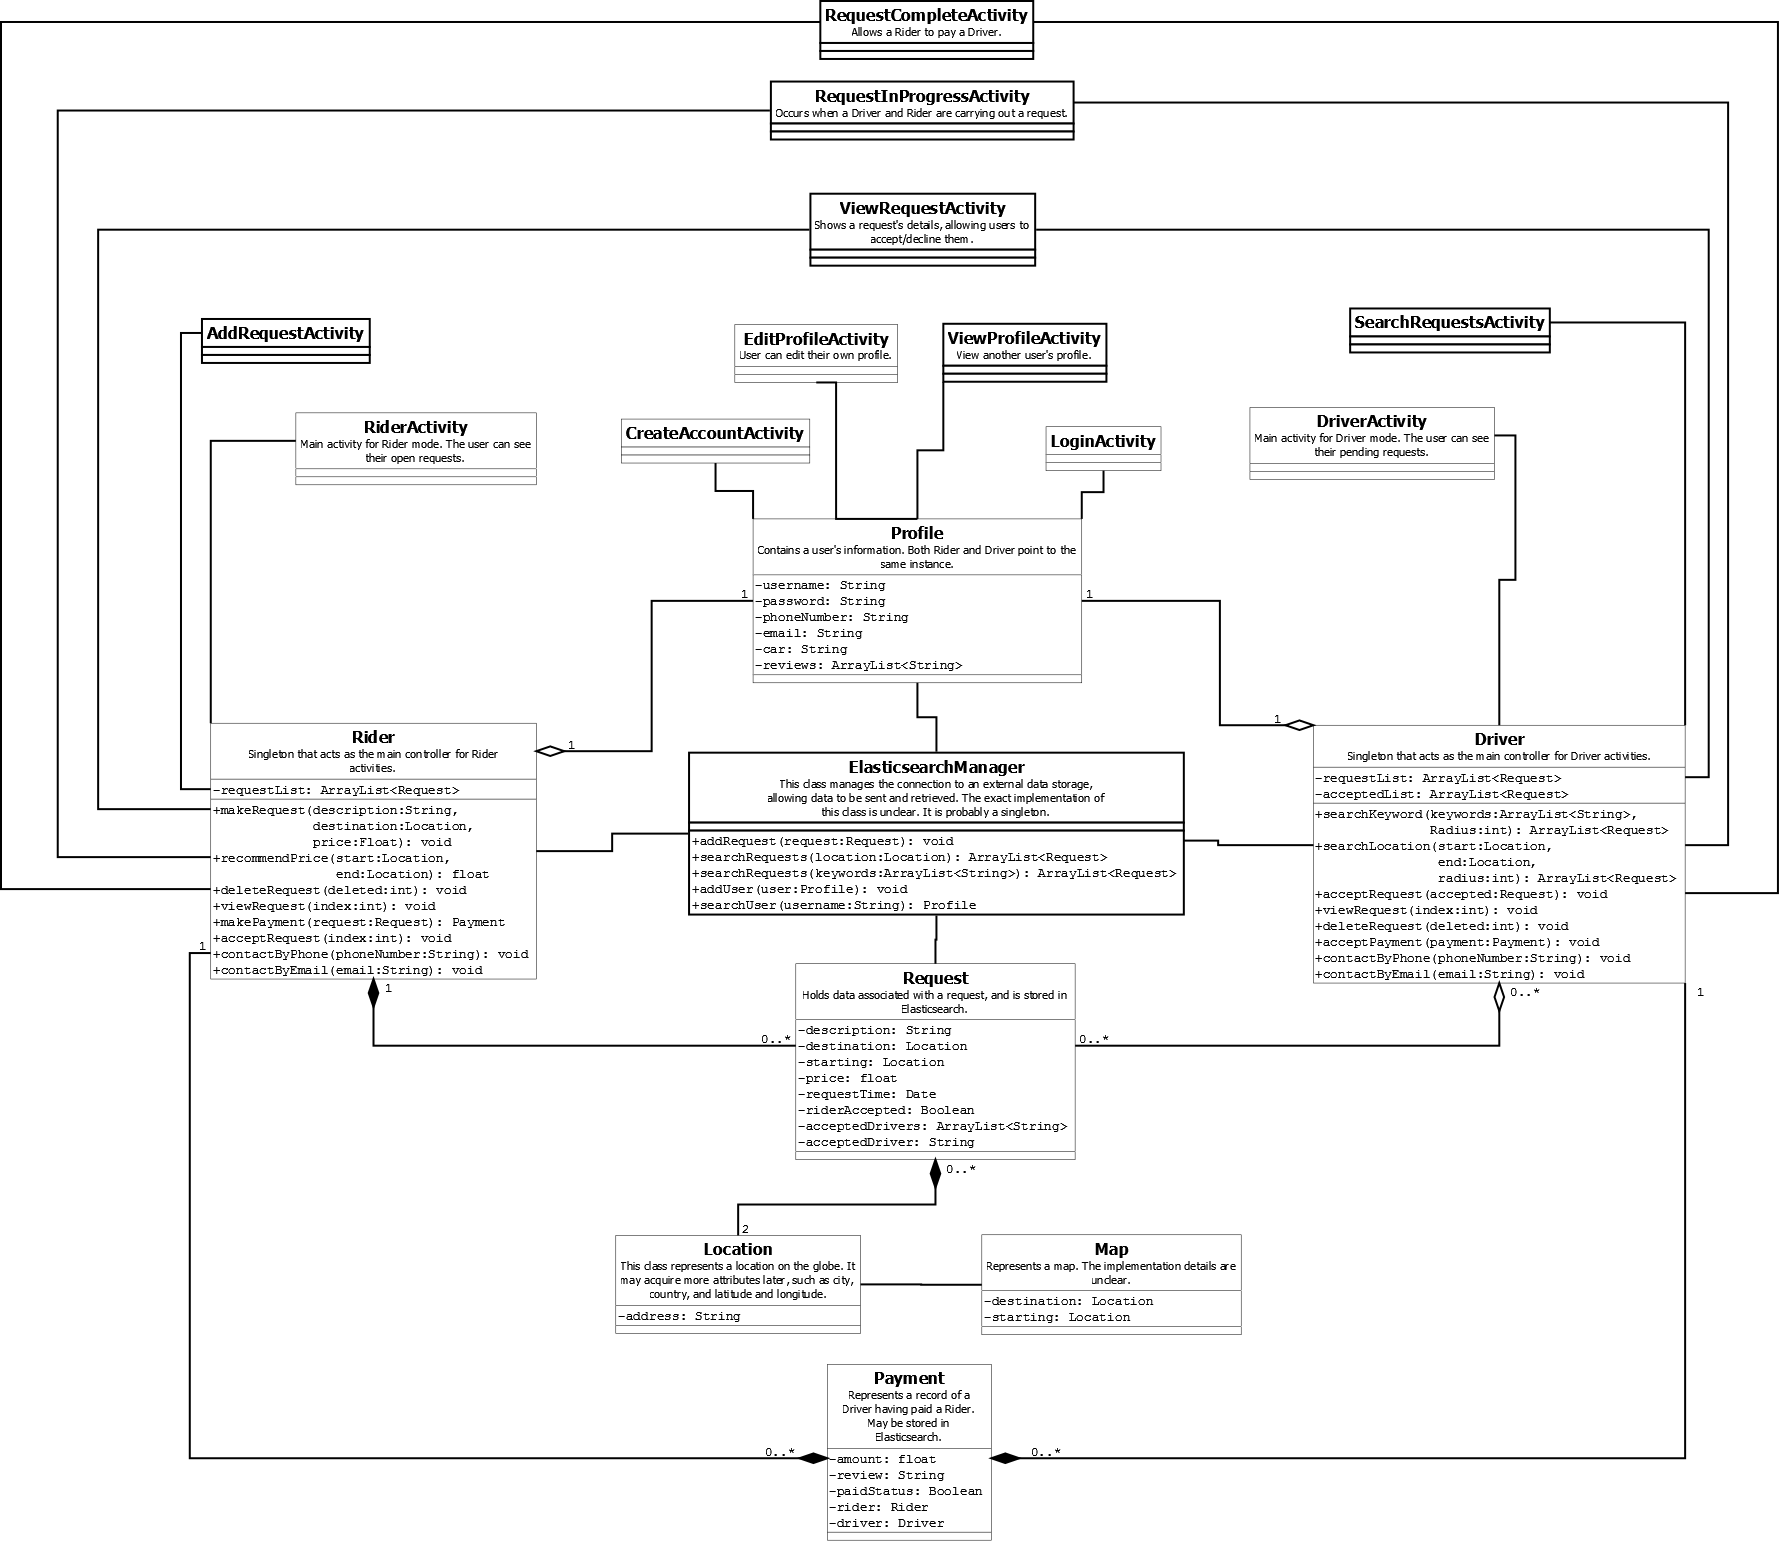 RequestCompleteActivity
Allows a Rider to pay a Driver.
RequestInProgressActivity
Occurs when a Driver and Rider are carrying out a request.
ViewRequestActivity
Shows a request's details, allowing users to
accept/decline them.
AddRequestActivity
EditProfileActivity
User can edit their own profile.
ViewProfileActivity
View another user's profile.
SearchRequestsActivity
RiderActivity
Main activity for Rider mode. The user can see
their open requests.
CreateAccountActivity
LoginActivity
DriverActivity
Main activity for Driver mode. The user can see
their pending requests.
Profile
Contains a user's information. Both Rider and Driver point to the
same instance.
-username: String
-password: String
-phoneNumber: String
-email: String
-car: String
-reviews: ArrayList<String>
1
1
1
1
Rider
Singleton that acts as the main controller for Rider
activities.
-requestList: ArrayList<Request>
+makeRequest(description:String,
destination:Location,
price:Float): void
+recommendPrice(start:Location,
end:Location): float
+deleteRequest(deleted:int): void
+viewRequest(index:int): void
+makePayment(request:Request): Payment
+acceptRequest(index:int): void
+contactByPhone(phoneNumber:String): void
+contactByEmail(email:String): void
1
1
ElasticsearchManager
This class manages the connection to an external data storage,
allowing data to be sent and retrieved. The exact implementation of
this class is unclear. It is probably a singleton.
+addRequest(request:Request): void
+searchRequests(location:Location): ArrayList<Request>
+searchRequests(keywords:ArrayList<String>): ArrayList<Request>
+addUser(user:Profile): void
+searchUser(username:String): Profile
Driver
Singleton that acts as the main controller for Driver activities.
-requestList: ArrayList<Request>
-acceptedList: ArrayList<Request>
+searchKeyword(keywords:ArrayList<String>,
Radius:int): ArrayList<Request>
+searchLocation(start:Location,
end:Location,
radius:int): ArrayList<Request>
+acceptRequest(accepted:Request): void
+viewRequest(index:int): void
+deleteRequest(deleted:int): void
+acceptPayment(payment:Payment): void
+contactByPhone(phoneNumber:String): void
+contactByEmail(email:String): void
0..*
1
Request
Holds data associated with a request, and is stored in
Elasticsearch.
-description: String
-destination: Location
-starting: Location
-price: float
-requestTime: Date
-riderAccepted: Boolean
-acceptedDrivers: ArrayList<String>
-acceptedDriver: String
0..*
0..*
0..*
2
Location
This class represents a location on the globe. It
may acquire more attributes later, such as city,
country, and latitude and longitude.
-address: String
Map
Represents a map. The implementation details are
unclear.
-destination: Location
-starting: Location
Payment
Represents a record of a
Driver having paid a Rider.
May be stored in
Elasticsearch.
-amount: float
-review: String
-paidStatus: Boolean
-rider: Rider
-driver: Driver
0..*
0..*